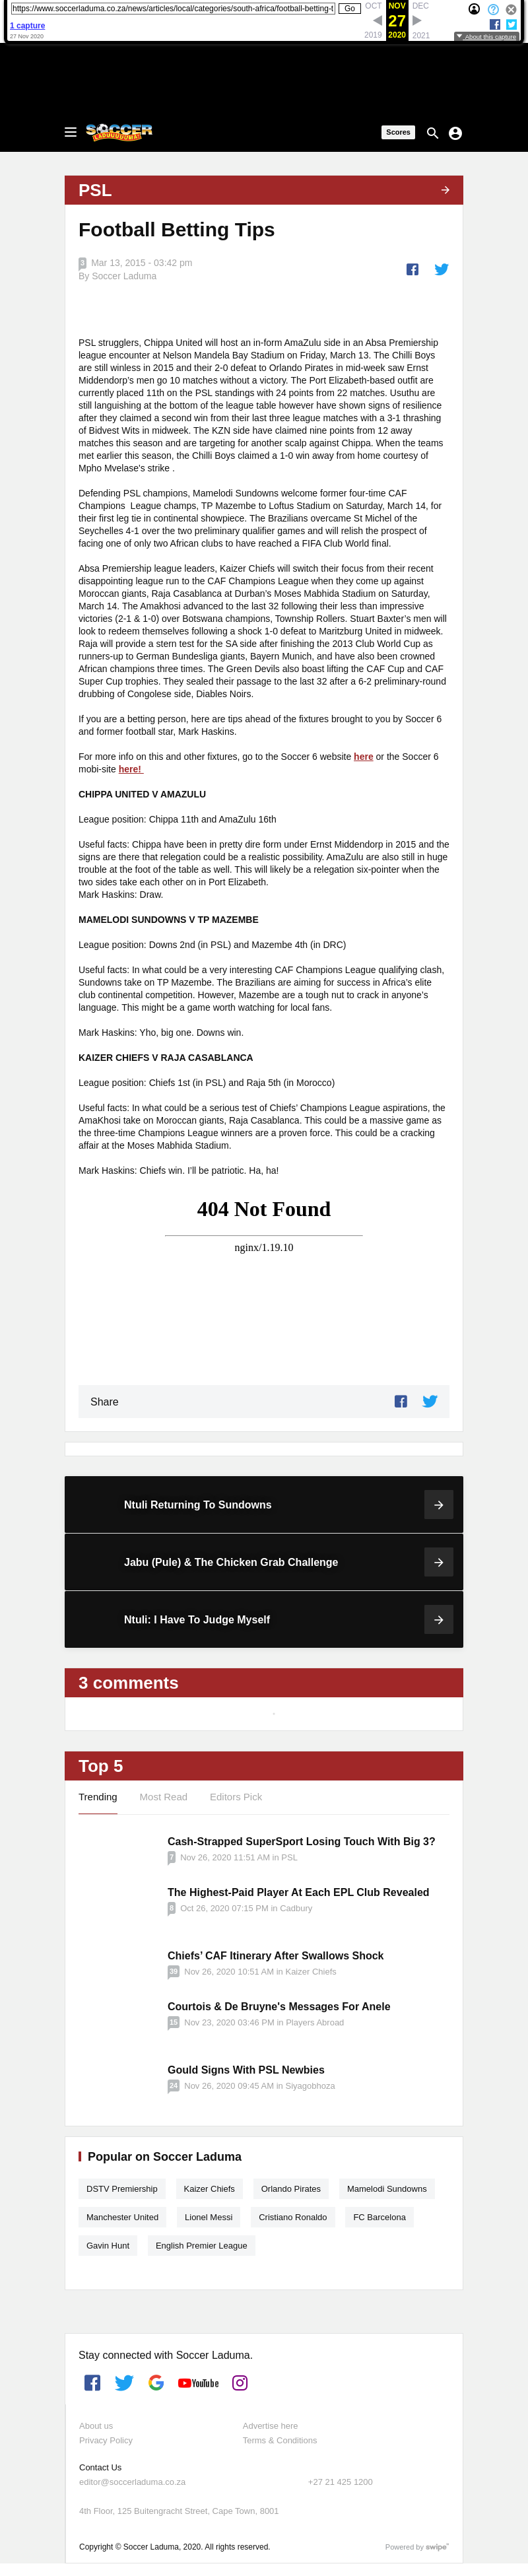 https://www.soccerladuma.co.za/news/articles/local/categories/south-africa/football-betting-t
Go
OCT NOV DEC
27
2019 2020 2021
1 capture
27 Nov 2020
About this capture
SOCCER
LADUUUUUMA!
Scores
PSL
Football Betting Tips
3 Mar 13, 2015 - 03:42 pm
By Soccer Laduma
PSL strugglers, Chippa United will host an in-form AmaZulu side in an Absa Premiership
league encounter at Nelson Mandela Bay Stadium on Friday, March 13. The Chilli Boys
are still winless in 2015 and their 2-0 defeat to Orlando Pirates in mid-week saw Ernst
Middendorp's men go 10 matches without a victory. The Port Elizabeth-based outfit are
currently placed 11th on the PSL standings with 24 points from 22 matches. Usuthu are
still languishing at the bottom of the league table however have shown signs of resilience
after they claimed a second win from their last three league matches with a 3-1 thrashing
of Bidvest Wits in midweek. The KZN side have claimed nine points from 12 away
matches this season and are targeting for another scalp against Chippa. When the teams
met earlier this season, the Chilli Boys claimed a 1-0 win away from home courtesy of
Mpho Mvelase's strike .
Defending PSL champions, Mamelodi Sundowns welcome former four-time CAF
Champions  League champs, TP Mazembe to Loftus Stadium on Saturday, March 14, for
their first leg tie in continental showpiece. The Brazilians overcame St Michel of the
Seychelles 4-1 over the two preliminary qualifier games and will relish the prospect of
facing one of only two African clubs to have reached a FIFA Club World final.
Absa Premiership league leaders, Kaizer Chiefs will switch their focus from their recent
disappointing league run to the CAF Champions League when they come up against
Moroccan giants, Raja Casablanca at Durban's Moses Mabhida Stadium on Saturday,
March 14. The Amakhosi advanced to the last 32 following their less than impressive
victories (2-1 & 1-0) over Botswana champions, Township Rollers. Stuart Baxter's men will
look to redeem themselves following a shock 1-0 defeat to Maritzburg United in midweek.
Raja will provide a stern test for the SA side after finishing the 2013 Club World Cup as
runners-up to German Bundesliga giants, Bayern Munich, and have also been crowned
African champions three times. The Green Devils also boast lifting the CAF Cup and CAF
Super Cup trophies. They sealed their passage to the last 32 after a 6-2 preliminary-round
drubbing of Congolese side, Diables Noirs.
If you are a betting person, here are tips ahead of the fixtures brought to you by Soccer 6
and former football star, Mark Haskins.
For more info on this and other fixtures, go to the Soccer 6 website here or the Soccer 6
mobi-site here!
CHIPPA UNITED V AMAZULU
League position: Chippa 11th and AmaZulu 16th
Useful facts: Chippa have been in pretty dire form under Ernst Middendorp in 2015 and the
signs are there that relegation could be a realistic possibility. AmaZulu are also still in huge
trouble at the foot of the table as well. This will likely be a relegation six-pointer when the
two sides take each other on in Port Elizabeth.
Mark Haskins: Draw.
MAMELODI SUNDOWNS V TP MAZEMBE
League position: Downs 2nd (in PSL) and Mazembe 4th (in DRC)
Useful facts: In what could be a very interesting CAF Champions League qualifying clash,
Sundowns take on TP Mazembe. The Brazilians are aiming for success in Africa's elite
club continental competition. However, Mazembe are a tough nut to crack in anyone's
language. This might be a game worth watching for local fans.
Mark Haskins: Yho, big one. Downs win.
KAIZER CHIEFS V RAJA CASABLANCA
League position: Chiefs 1st (in PSL) and Raja 5th (in Morocco)
Useful facts: In what could be a serious test of Chiefs' Champions League aspirations, the
AmaKhosi take on Moroccan giants, Raja Casablanca. This could be a massive game as
the three-time Champions League winners are a proven force. This could be a cracking
affair at the Moses Mabhida Stadium.
Mark Haskins: Chiefs win. I'll be patriotic. Ha, ha!
404 Not Found
nginx/1.19.10
Share
Ntuli Returning To Sundowns
Jabu (Pule) & The Chicken Grab Challenge
Ntuli: I Have To Judge Myself
3 comments
Top 5
Trending Most Read Editors Pick
Cash-Strapped SuperSport Losing Touch With Big 3?
7 Nov 26, 2020 11:51 AM in PSL
The Highest-Paid Player At Each EPL Club Revealed
8 Oct 26, 2020 07:15 PM in Cadbury
Chiefs' CAF Itinerary After Swallows Shock
39 Nov 26, 2020 10:51 AM in Kaizer Chiefs
Courtois & De Bruyne's Messages For Anele
15 Nov 23, 2020 03:46 PM in Players Abroad
Gould Signs With PSL Newbies
24 Nov 26, 2020 09:45 AM in Siyagobhoza
Popular on Soccer Laduma
DSTV Premiership Kaizer Chiefs Orlando Pirates Mamelodi Sundowns
Manchester United Lionel Messi Cristiano Ronaldo FC Barcelona
Gavin Hunt English Premier League
Stay connected with Soccer Laduma.
YouTube
About us Advertise here
Privacy Policy Terms & Conditions
Contact Us
editor@soccerladuma.co.za +27 21 425 1200
4th Floor, 125 Buitengracht Street, Cape Town, 8001
Copyright © Soccer Laduma, 2020. All rights reserved. Powered by swipe